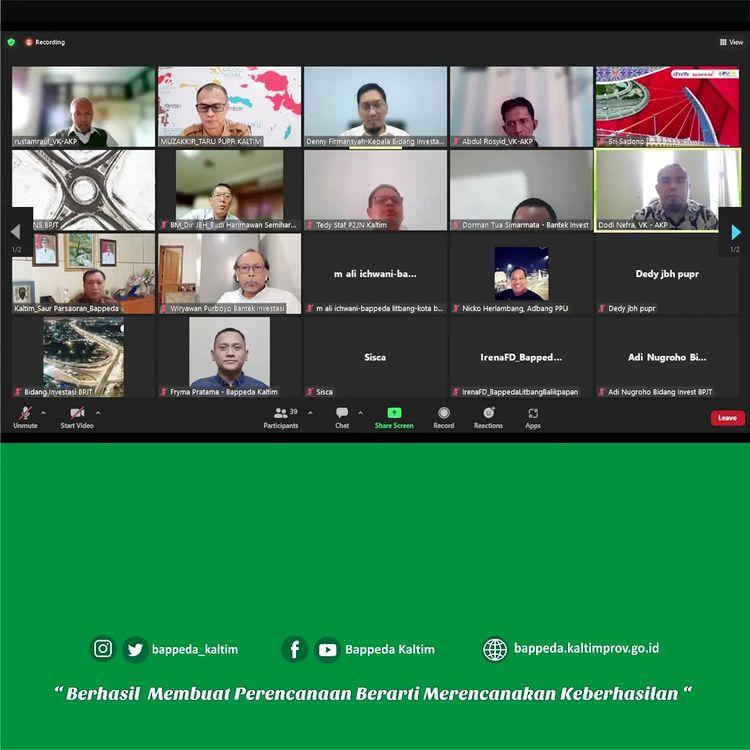 Recording
View
rustamrauf_VK-AKP
MUZAKKIR_TARU PUPR KALTIM
Denny Firmansyah-Kepala Bidang Investa...
Abdul Rosyid_VK-AKP
Sri Sadono
NS BPJT
BM_Dir JBH_Budi Harimawan Semihar...
Tedy Staf P2JN Kaltim
Dorman Tua Simarmata - Bantek Invest
Dodi Nefra, VK - AKP
1/2
1/2
m ali ichwani-ba...
Dedy jbh pupr
Kaltim_Saur Parsaoran_Bappeda
Wiryawan Purboyo Bantek Investasi
m ali ichwani-bappeda litbang-kota b...
Nicko Herlambang, Adbang PPU
Dedy jbh pupr
Sisca
IrenaFD_Bapped...
Adi Nugroho Bi...
Bidang Investasi BPJT
Fryma Pratama - Bappeda Kaltim
Sisca
IrenaFD_BappedaLitbangBalikpapan
Adi Nugroho Bidang Invest BPJT
Unmute
Start Video
39
Participants
Chat
Share Screen
Record
Reactions
Apps
Leave
bappeda_kaltim
Bappeda Kaltim
bappeda.kaltimprov.go.id
“ Berhasil Membuat Perencanaan Berarti Merencanakan Keberhasilan “